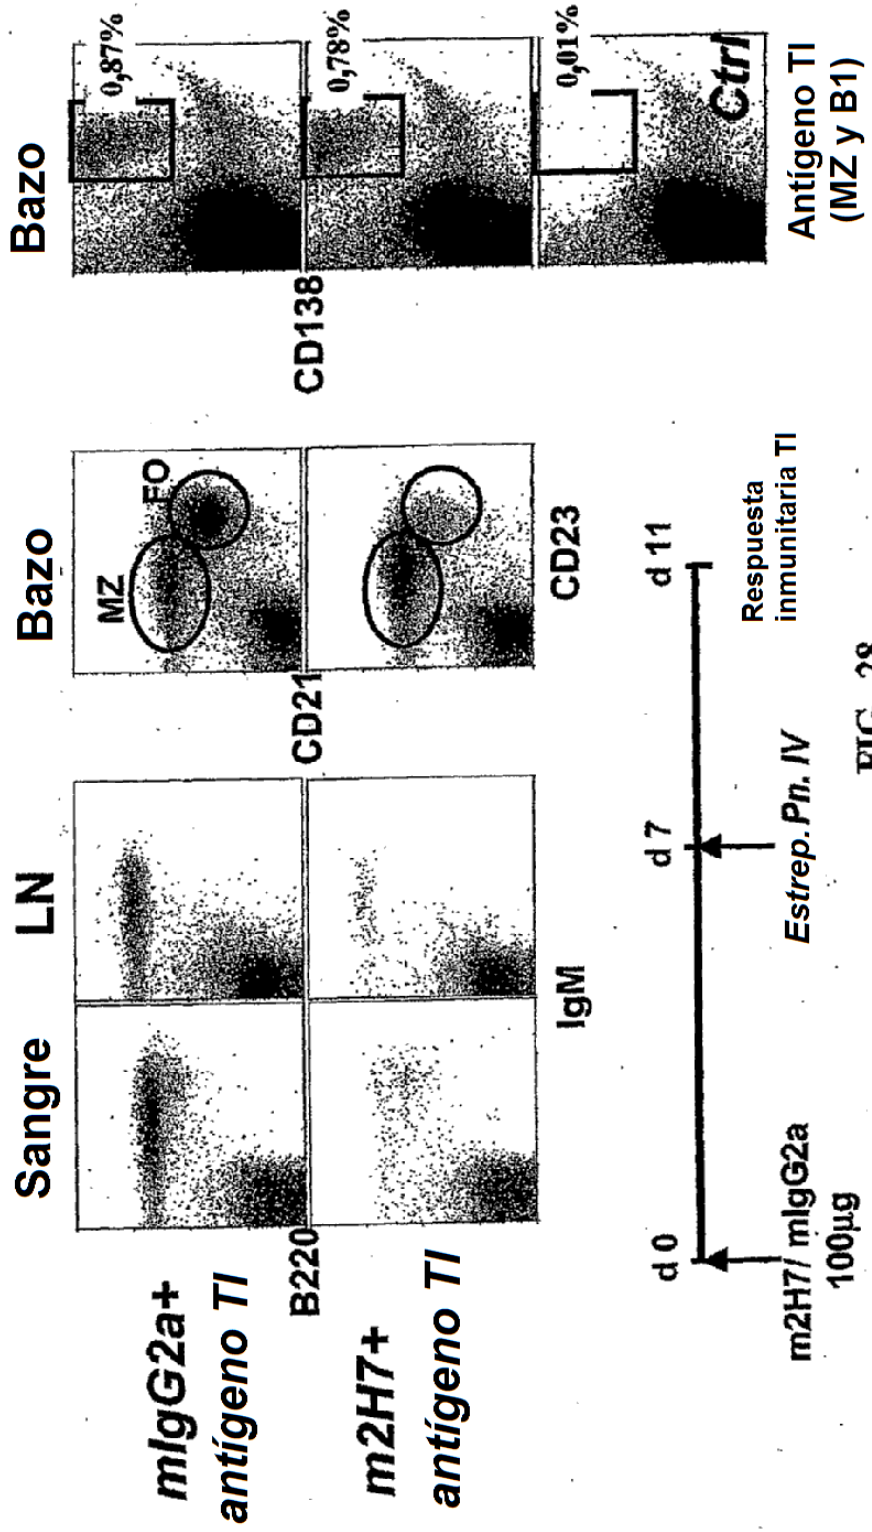 Sangre
LN
Bazo
Bazo
mIgG2a+
antígeno TI
MZ
FO
0,87%
B220
CD21
CD138
m2H7+
antígeno TI
0,78%
IgM
CD23
0,01%
Ctrl
Antígeno TI
(MZ y B1)
d 0
d 7
d 11
m2H7/ mIgG2a
100µg
Estrep. Pn. IV
Respuesta
inmunitaria TI
FIG. 28